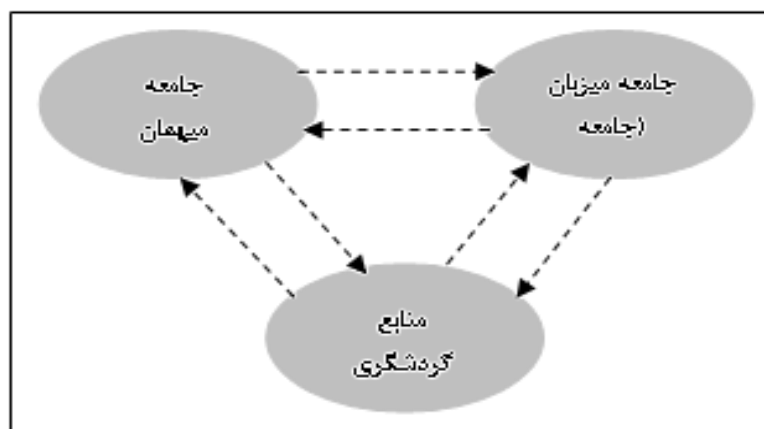 جامعه میزبان
(جامعه
جامعه
میهمان
منابع
گردشگری